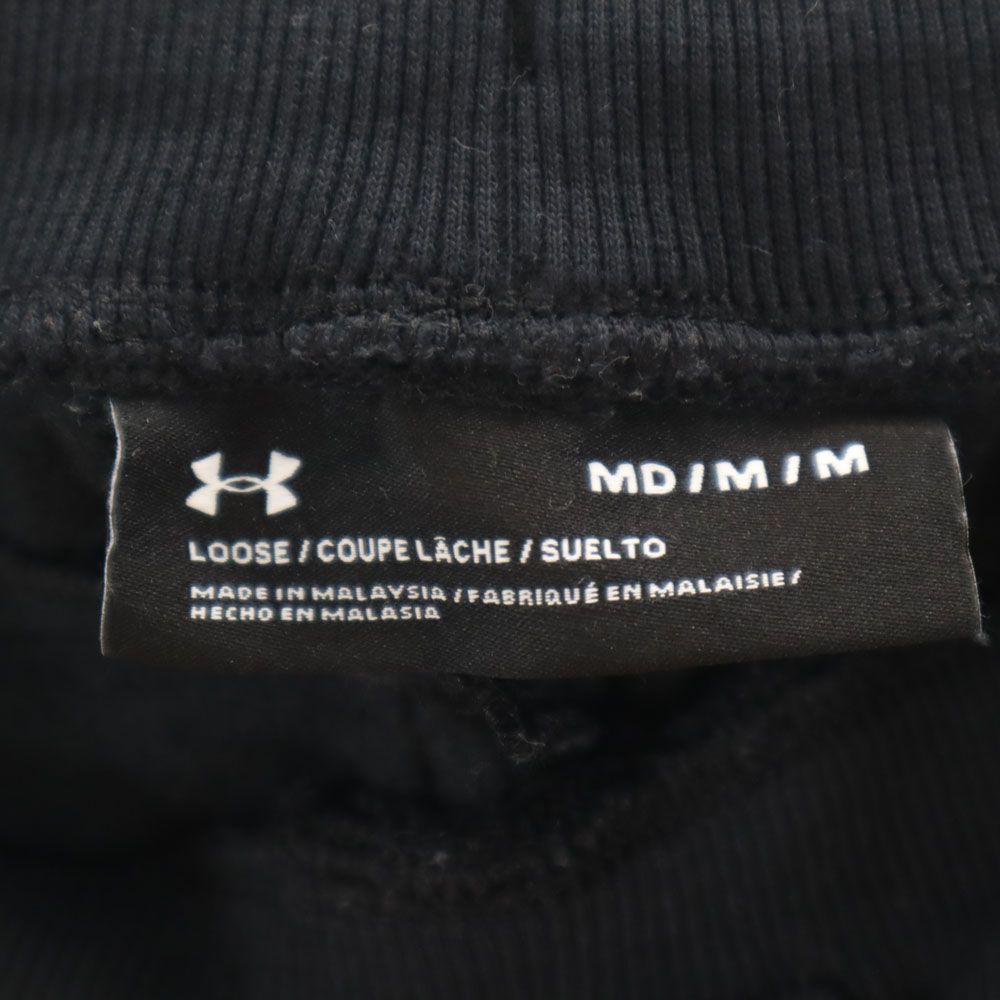 MD / M / M
LOOSE / COUPE LÂCHE / SUELTO
MADE IN MALAYSIA / FABRIQUÉ EN MALAISIE /
HECHO EN MALASIA